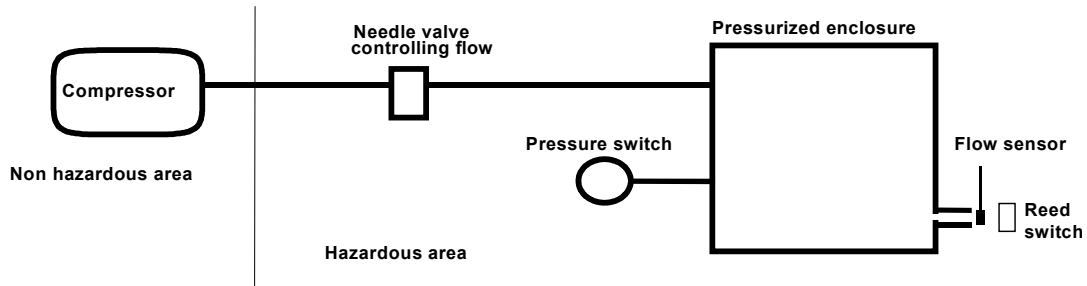 Needle valve
controlling flow
Pressurized enclosure
Compressor
Pressure switch
Flow sensor
Non hazardous area
Reed
switch
Hazardous area